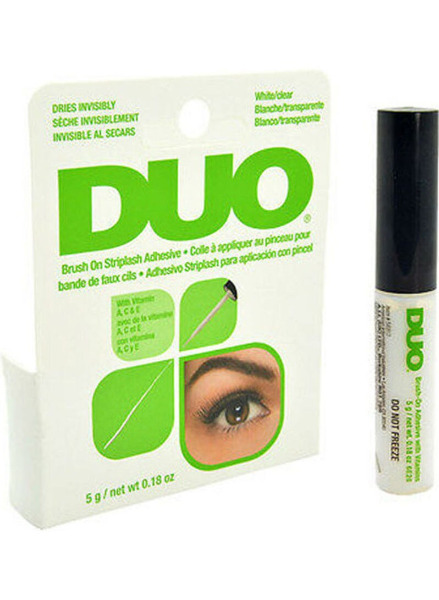 DRIES INVISIBLY
SÈCHE INVISIBLEMENT
INVISIBLE AL SECARS
White/clear
Blanche/transparente
Blanco/transparente
DUO®
Brush On Striplash Adhesive • Colle à appliquer au pinceau pour
bande de faux cils • Adhesivo Striplash para aplicación con pincel
With Vitamin
A, C & E
avec de la vitamine
A, C et E
con vitamina
A, C y E
5 g / net wt 0.18 oz
DUO
Brush-On Adhesive with Vitamins
5 g / net wt. 0.18 oz
DO NOT FREEZE